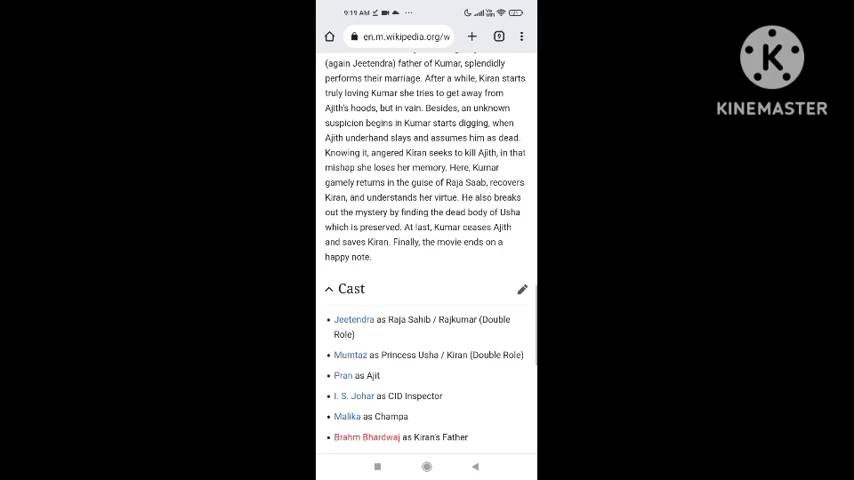 9:19 AM
en.m.wikipedia.org/w
9
(again Jeetendra) father of Kumar, splendidly
performs their marriage. After a while, Kiran starts
truly loving Kumar she tries to get away from
Ajith's hoods, but in vain. Besides, an unknown
suspicion begins in Kumar starts digging, when
Ajith underhand slays and assumes him as dead.
Knowing it, angered Kiran seeks to kill Ajith, in that
mishap she loses her memory. Here, Kumar
gamely returns in the guise of Raja Saab, recovers
Kiran, and understands her virtue. He also breaks
out the mystery by finding the dead body of Usha
which is preserved. At last, Kumar ceases Ajith
and saves Kiran. Finally, the movie ends on a
happy note.
Cast
Jeetendra as Raja Sahib / Rajkumar (Double
Role)
Mumtaz as Princess Usha / Kiran (Double Role)
Pran as Ajit
I. S. Johar as CID Inspector
Malika as Champa
Brahm Bhardwaj as Kiran's Father
K
KINEMASTER